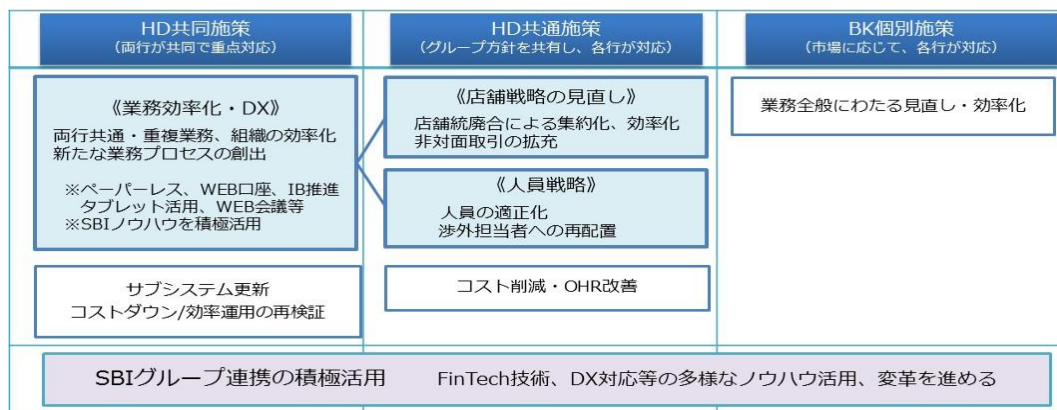 HD共同施策
(両行が共同で重点対応)
HD共通施策
(グループ方針を共有し、各行が対応)
BK個別施策
(市場に応じて、各行が対応)
《業務効率化・DX》
両行共通・重複業務、組織の効率化
新たな業務プロセスの創出
※ペーパーレス、WEB口座、IB推進
タブレット活用、WEB会議等
※SBIノウハウを積極活用
サブシステム更新
コストダウン/効率運用の再検証
《店舗戦略の見直し》
店舗統廃合による集約化、効率化
非対面取引の拡充
《人員戦略》
人員の適正化
渉外担当者への再配置
コスト削減・OHR改善
業務全般にわたる見直し・効率化
SBIグループ連携の積極活用 FinTech技術、DX対応等の多様なノウハウ活用、変革を進める